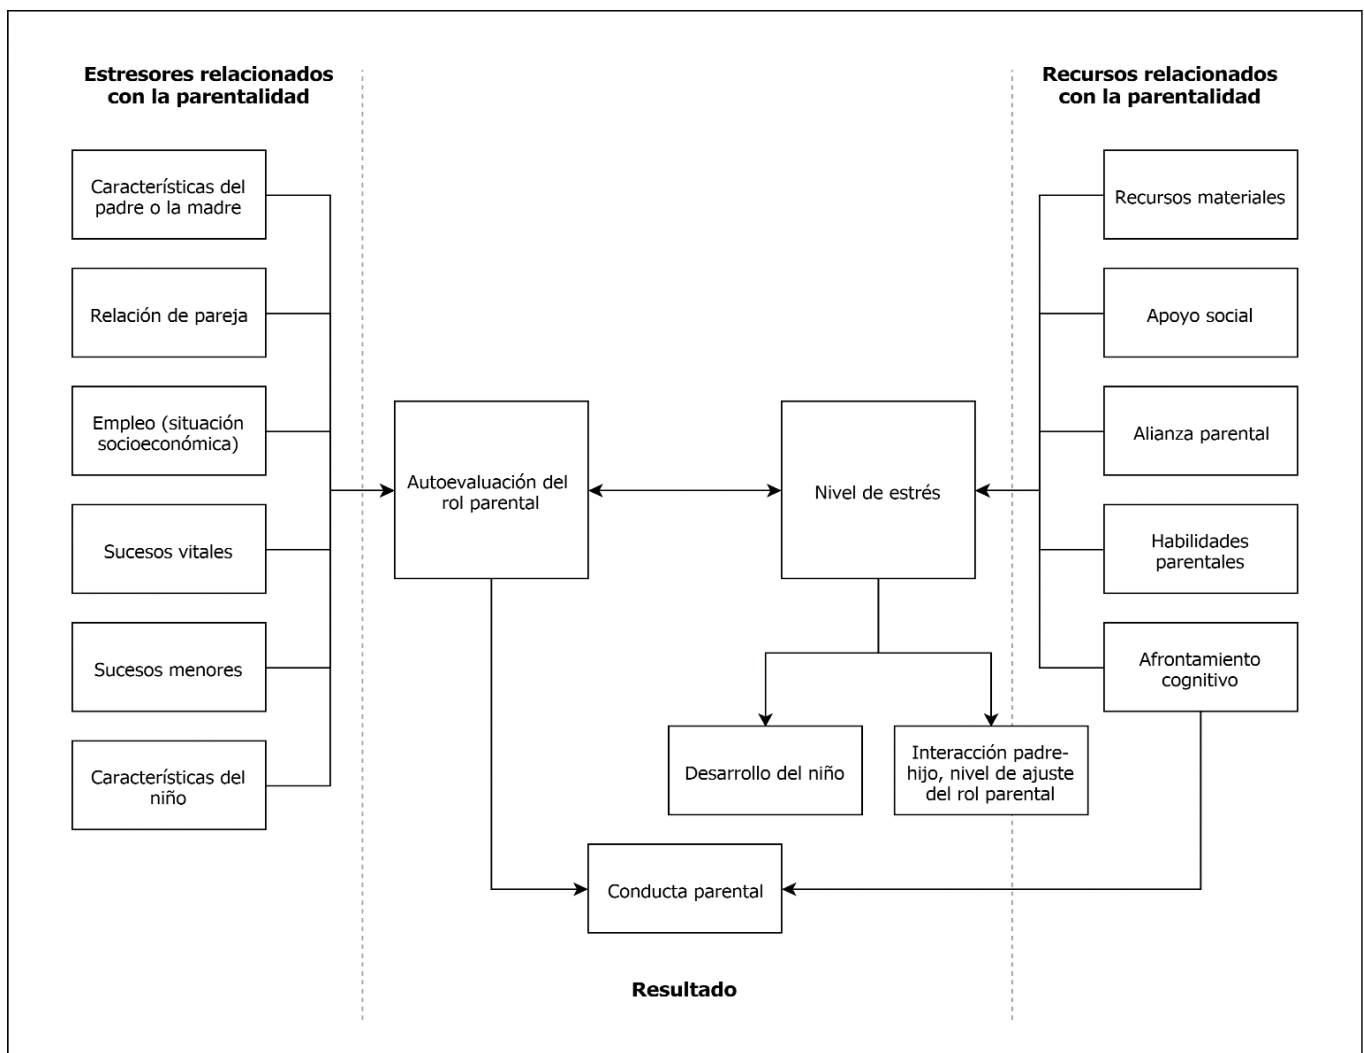 Estresores relacionados
con la parentalidad
Características del
padre o la madre
Relación de pareja
Empleo (situación
socioeconómica)
Sucesos vitales
Sucesos menores
Características del
niño
Autoevaluación del
rol parental
Nivel de estrés
Desarrollo del niño
Interacción padre-
hijo, nivel de ajuste
del rol parental
Conducta parental
Resultado
Recursos relacionados
con la parentalidad
Recursos materiales
Apoyo social
Alianza parental
Habilidades
parentales
Afrontamiento
cognitivo